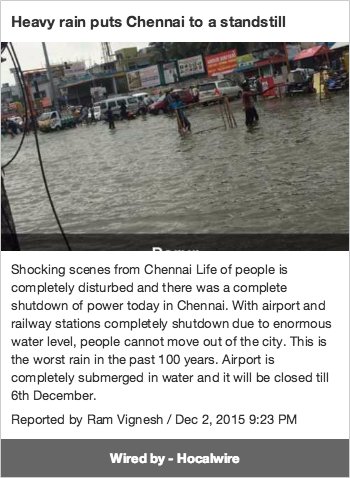 Heavy rain puts Chennai to a standstill
Shocking scenes from Chennai Life of people is
completely disturbed and there was a complete
shutdown of power today in Chennai. With airport and
railway stations completely shutdown due to enormous
water level, people cannot move out of the city. This is
the worst rain in the past 100 years. Airport is
completely submerged in water and it will be closed till
6th December.
Reported by Ram Vignesh / Dec 2, 2015 9:23 PM
Wired by - Hocalwire